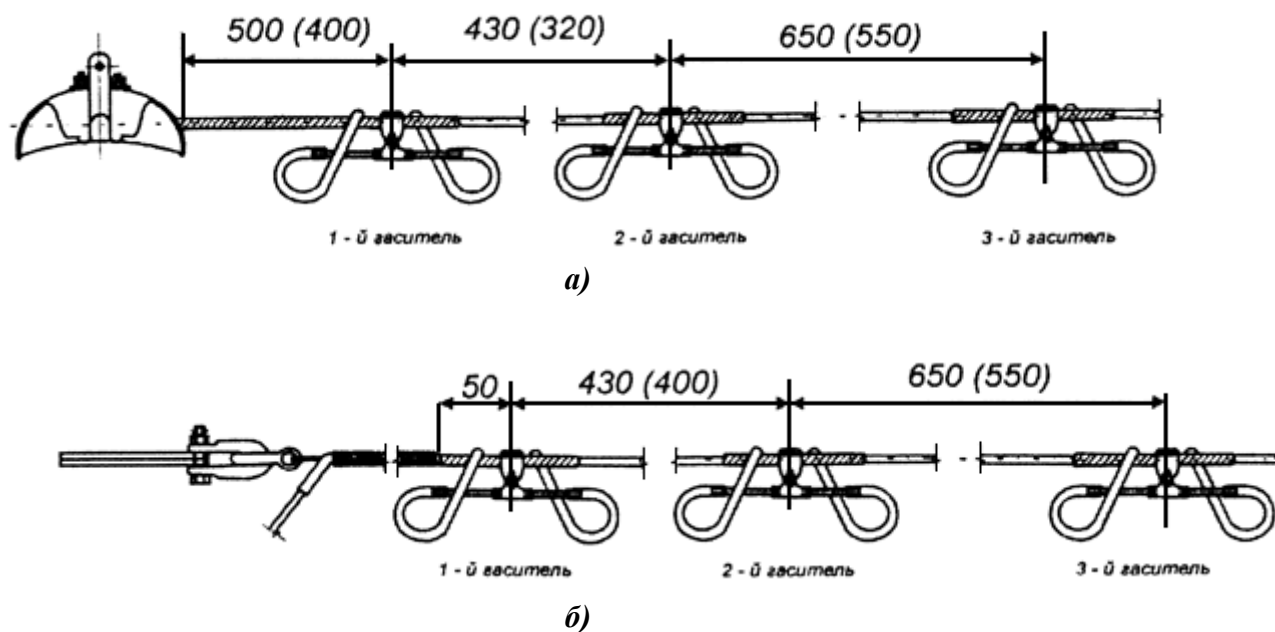 500 (400) 430 (320) 650 (550)
1 - й гаситель 2 - й гаситель 3 - й гаситель
а)
50 430 (400) 650 (550)
1 - й гаситель 2 - й гаситель 3 - й гаситель
б)